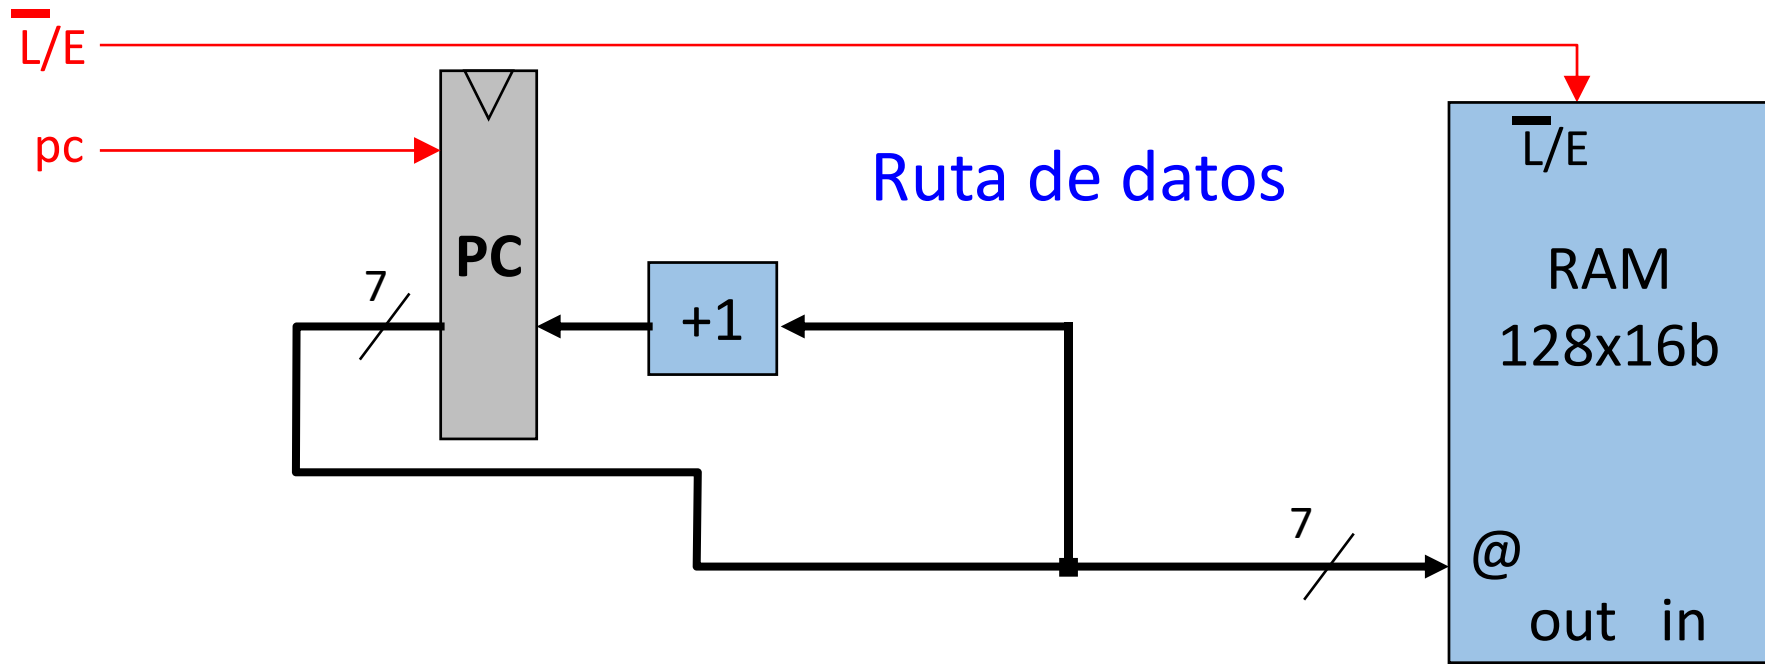 L̅/E
pc
PC
7
+1
Ruta de datos
L̅/E
RAM
128x16b
7
@
out in